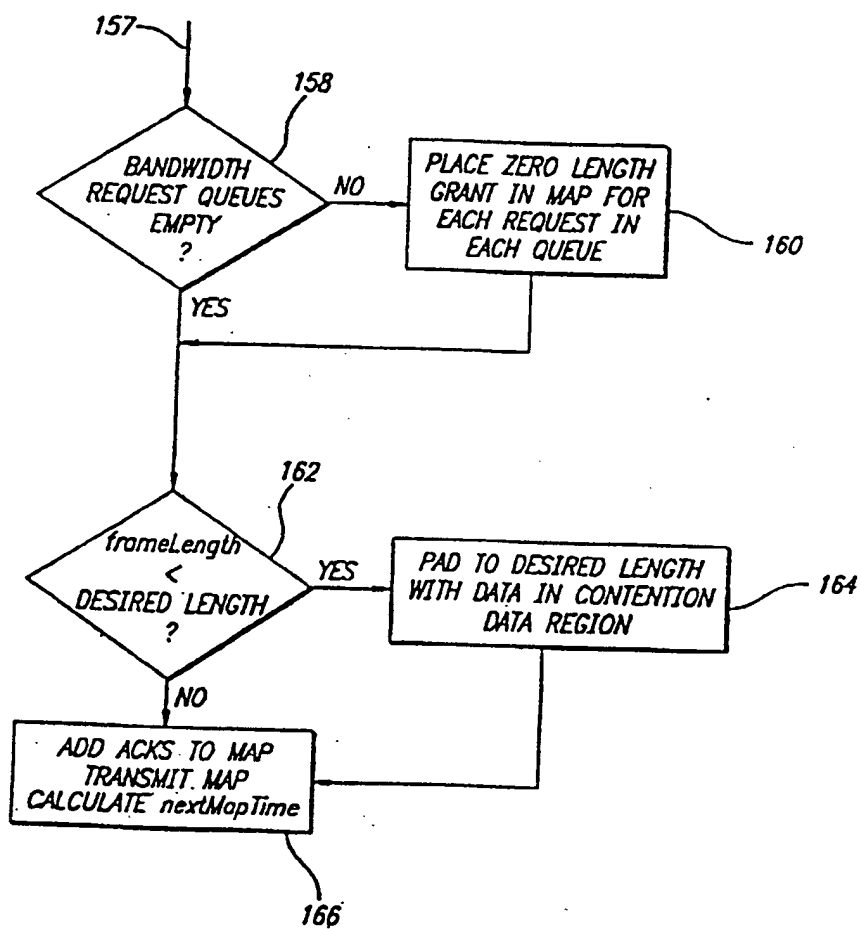 157
158
BANDWIDTH
REQUEST QUEUES
EMPTY
?
NO
PLACE ZERO LENGTH
GRANT IN MAP FOR
EACH REQUEST IN
EACH QUEUE
160
YES
162
frameLength
<
DESIRED LENGTH
?
YES
PAD TO DESIRED LENGTH
WITH DATA IN CONTENTION
DATA REGION
164
NO
ADD ACKS TO MAP
TRANSMIT MAP
CALCULATE nextMapTime
166